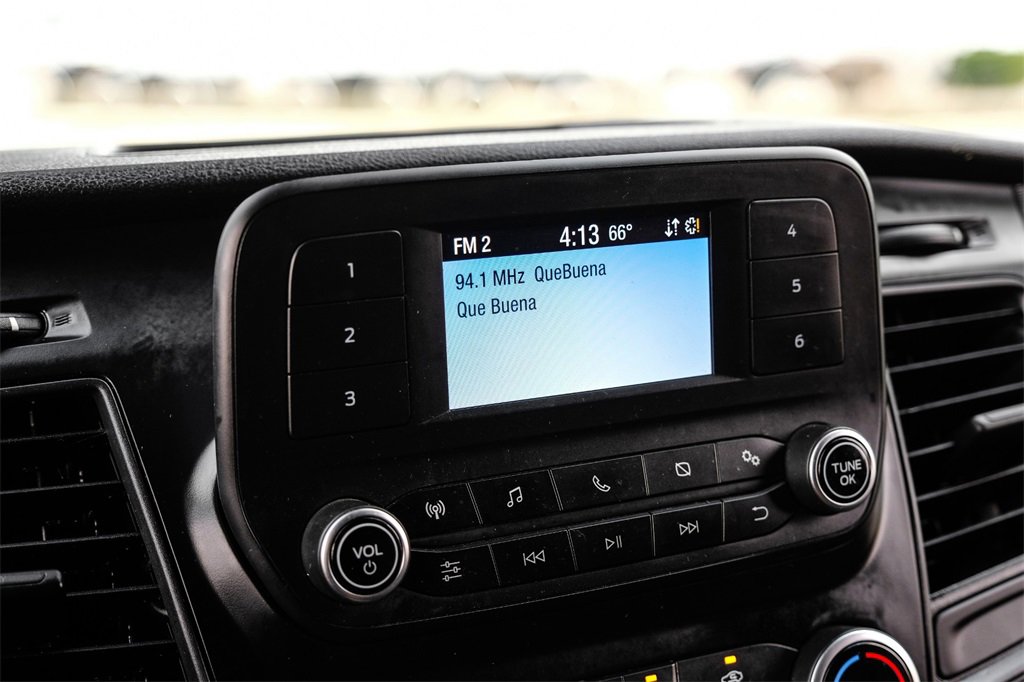 FM 2 4:13 66°
94.1 MHz QueBuena
Que Buena
1
2
3
4
5
6
VOL
TUNE
OK